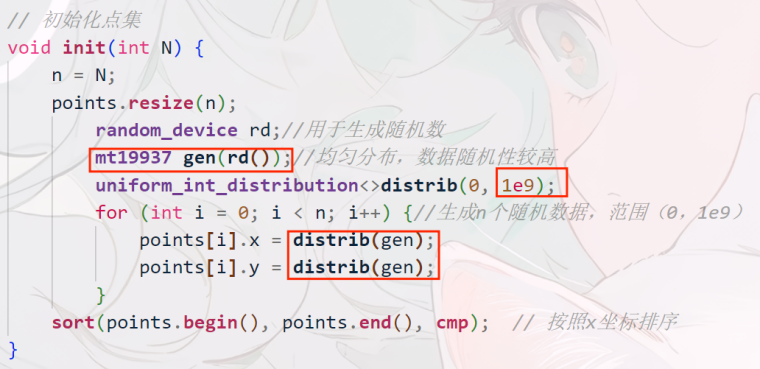 // 初始化点集
void init(int N) {
    n = N;
    points.resize(n);
        random_device rd;//用于生成随机数
        mt19937 gen(rd());//均匀分布，数据随机性较高
        uniform_int_distribution<>distrib(0, 1e9);
        for (int i = 0; i < n; i++) {//生成n个随机数据，范围（0，1e9）
            points[i].x = distrib(gen);
            points[i].y = distrib(gen);
        }
    sort(points.begin(), points.end(), cmp);  // 按照x坐标排序
}